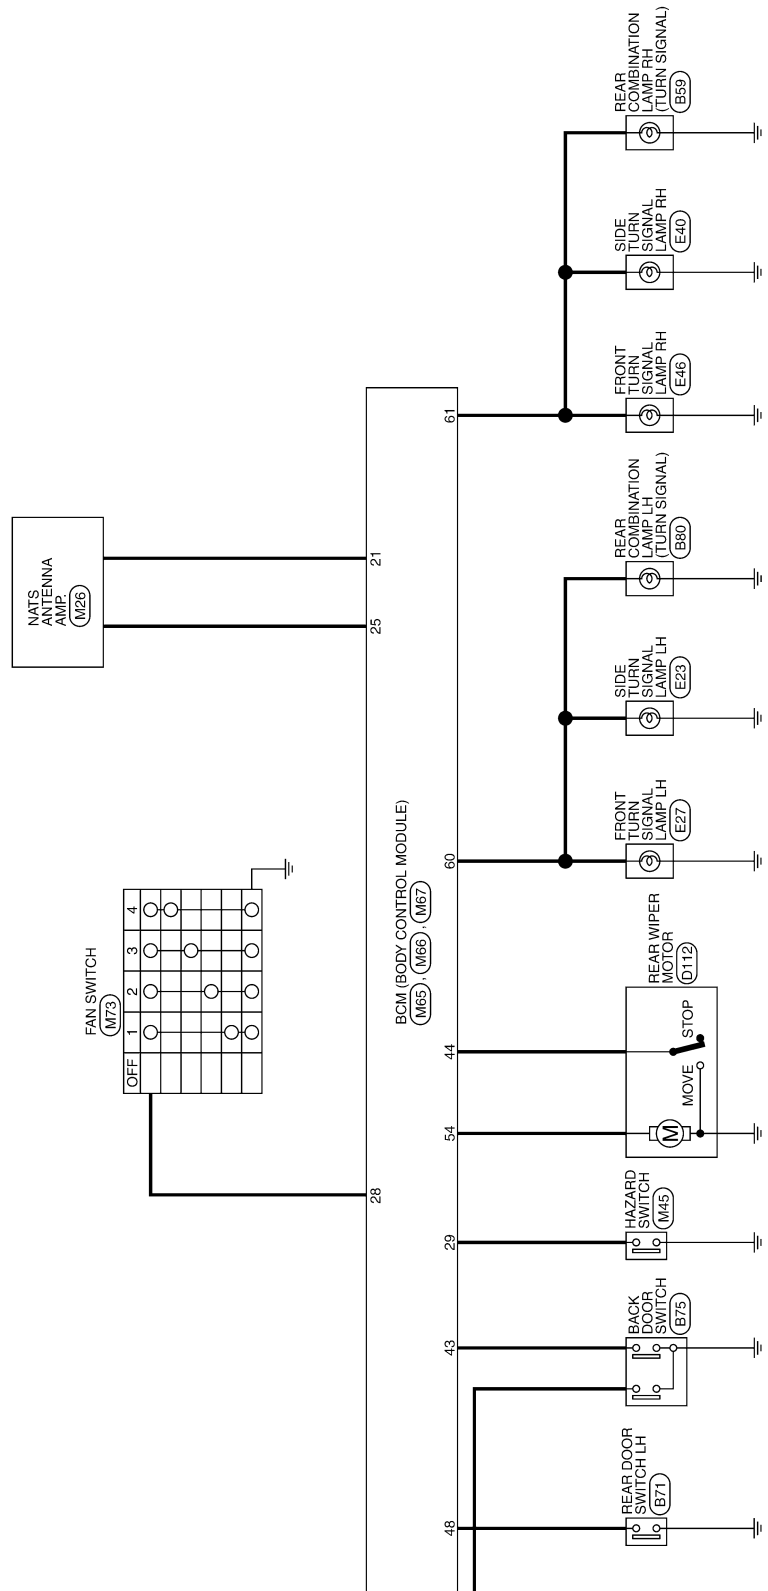 REAR
COMBINATION
LAMP RH
(TURN SIGNAL)
B59
SIDE
TURN
SIGNAL
LAMP RH
E40
FRONT
TURN
SIGNAL
LAMP RH
E46
61
REAR
COMBINATION
LAMP LH
(TURN SIGNAL)
B80
NATS
ANTENNA
AMP.
M26
21
25
SIDE
TURN
SIGNAL
LAMP LH
E23
FRONT
TURN
SIGNAL
LAMP LH
E27
60
BCM (BODY CONTROL MODULE)
M65 , M66 , M67
FAN SWITCH
M73
OFF 1 2 3 4
28
REAR WIPER
MOTOR
D112
STOP
MOVE
M
44
54
HAZARD
SWITCH
M45
29
BACK
DOOR
SWITCH
B75
43
REAR DOOR
SWITCH LH
B71
48